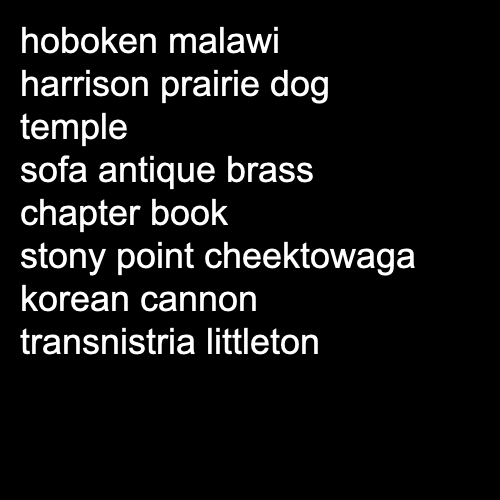 hoboken malawi
harrison prairie dog
temple
sofa antique brass
chapter book
stony point cheektowaga
korean cannon
transnistria littleton